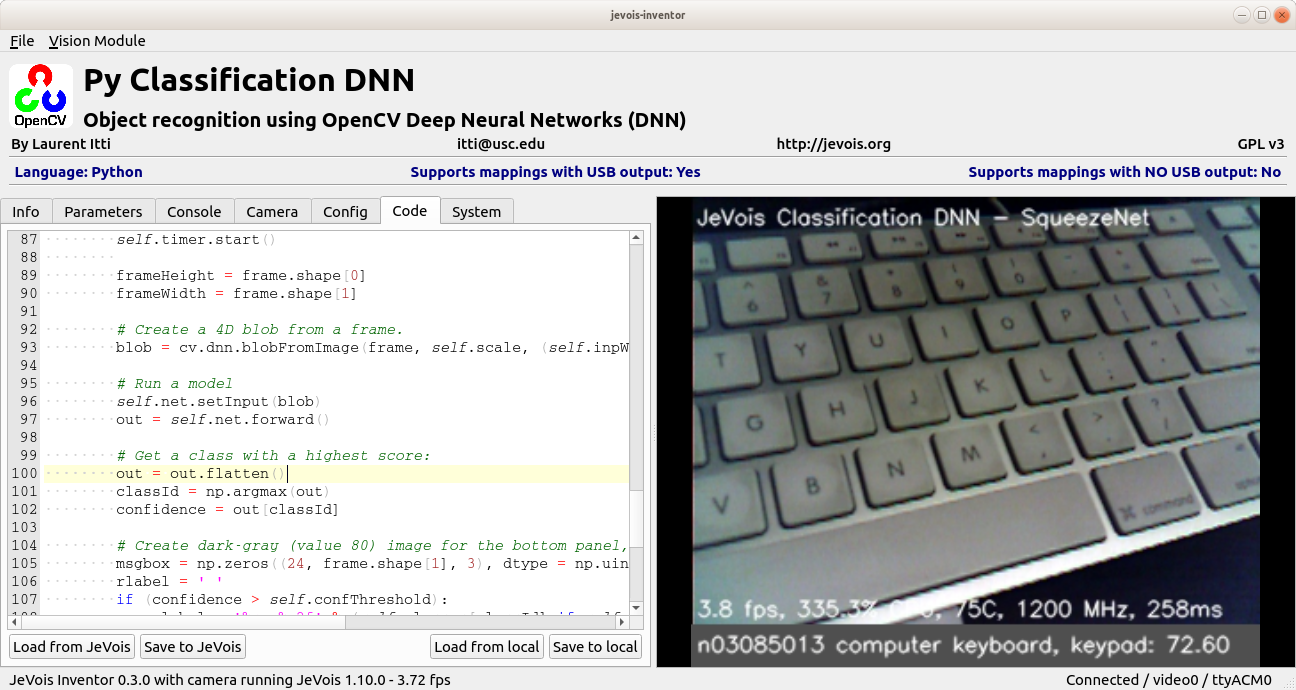 jevois-inventor
File Vision Module
OpenCV
Py Classification DNN
Object recognition using OpenCV Deep Neural Networks (DNN)
By Laurent Itti itti@usc.edu http://jevois.org GPL v3
Language: Python Supports mappings with USB output: Yes Supports mappings with NO USB output: No
Info Parameters Console Camera Config Code System
87 self.timer.start()
88
89 frameHeight = frame.shape[0]
90 frameWidth = frame.shape[1]
91
92 # Create a 4D blob from a frame.
93 blob = cv.dnn.blobFromImage(frame, self.scale, (self.inpW
94
95 # Run a model
96 self.net.setInput(blob)
97 out = self.net.forward()
98
99 # Get a class with a highest score:
100 out = out.flatten()
101 classId = np.argmax(out)
102 confidence = out[classId]
103
104 # Create dark-gray (value 80) image for the bottom panel,
105 msgbox = np.zeros((24, frame.shape[1], 3), dtype = np.uin
106 rlabel = ' '
107 if (confidence > self.confThreshold):
Load from JeVois Save to JeVois Load from local Save to local
JeVois Classification DNN - SqueezeNet
^ & * ( )
6 7 8 9 0
T Y U I O P
G H J K L
V B N M
command
3.8 fps, 335.3% CPU, 75C, 1200 MHz, 258ms
n03085013 computer keyboard, keypad: 72.60
JeVois Inventor 0.3.0 with camera running JeVois 1.10.0 - 3.72 fps Connected / video0 / ttyACM0